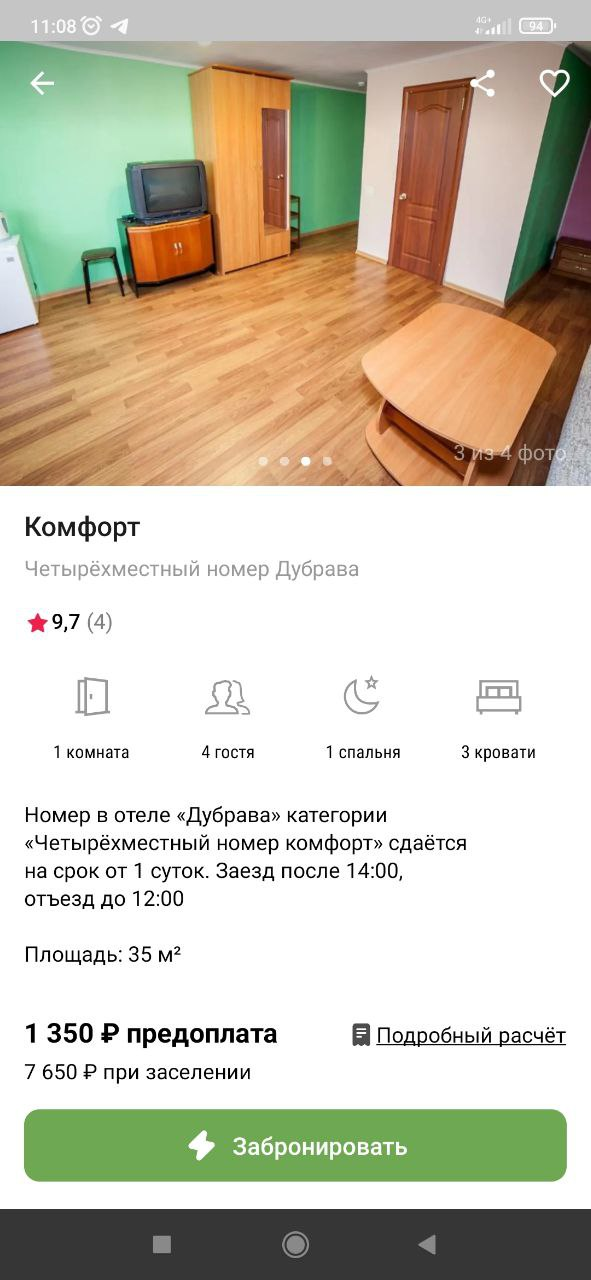 11:08
4G+
94
3 из 4 фото
Комфорт
Четырёхместный номер Дубрава
9,7 (4)
1 комната
4 гостя
1 спальня
3 кровати
Номер в отеле «Дубрава» категории
«Четырёхместный номер комфорт» сдаётся
на срок от 1 суток. Заезд после 14:00,
отъезд до 12:00
Площадь: 35 м²
1 350 ₽ предоплата
Подробный расчёт
7 650 ₽ при заселении
Забронировать